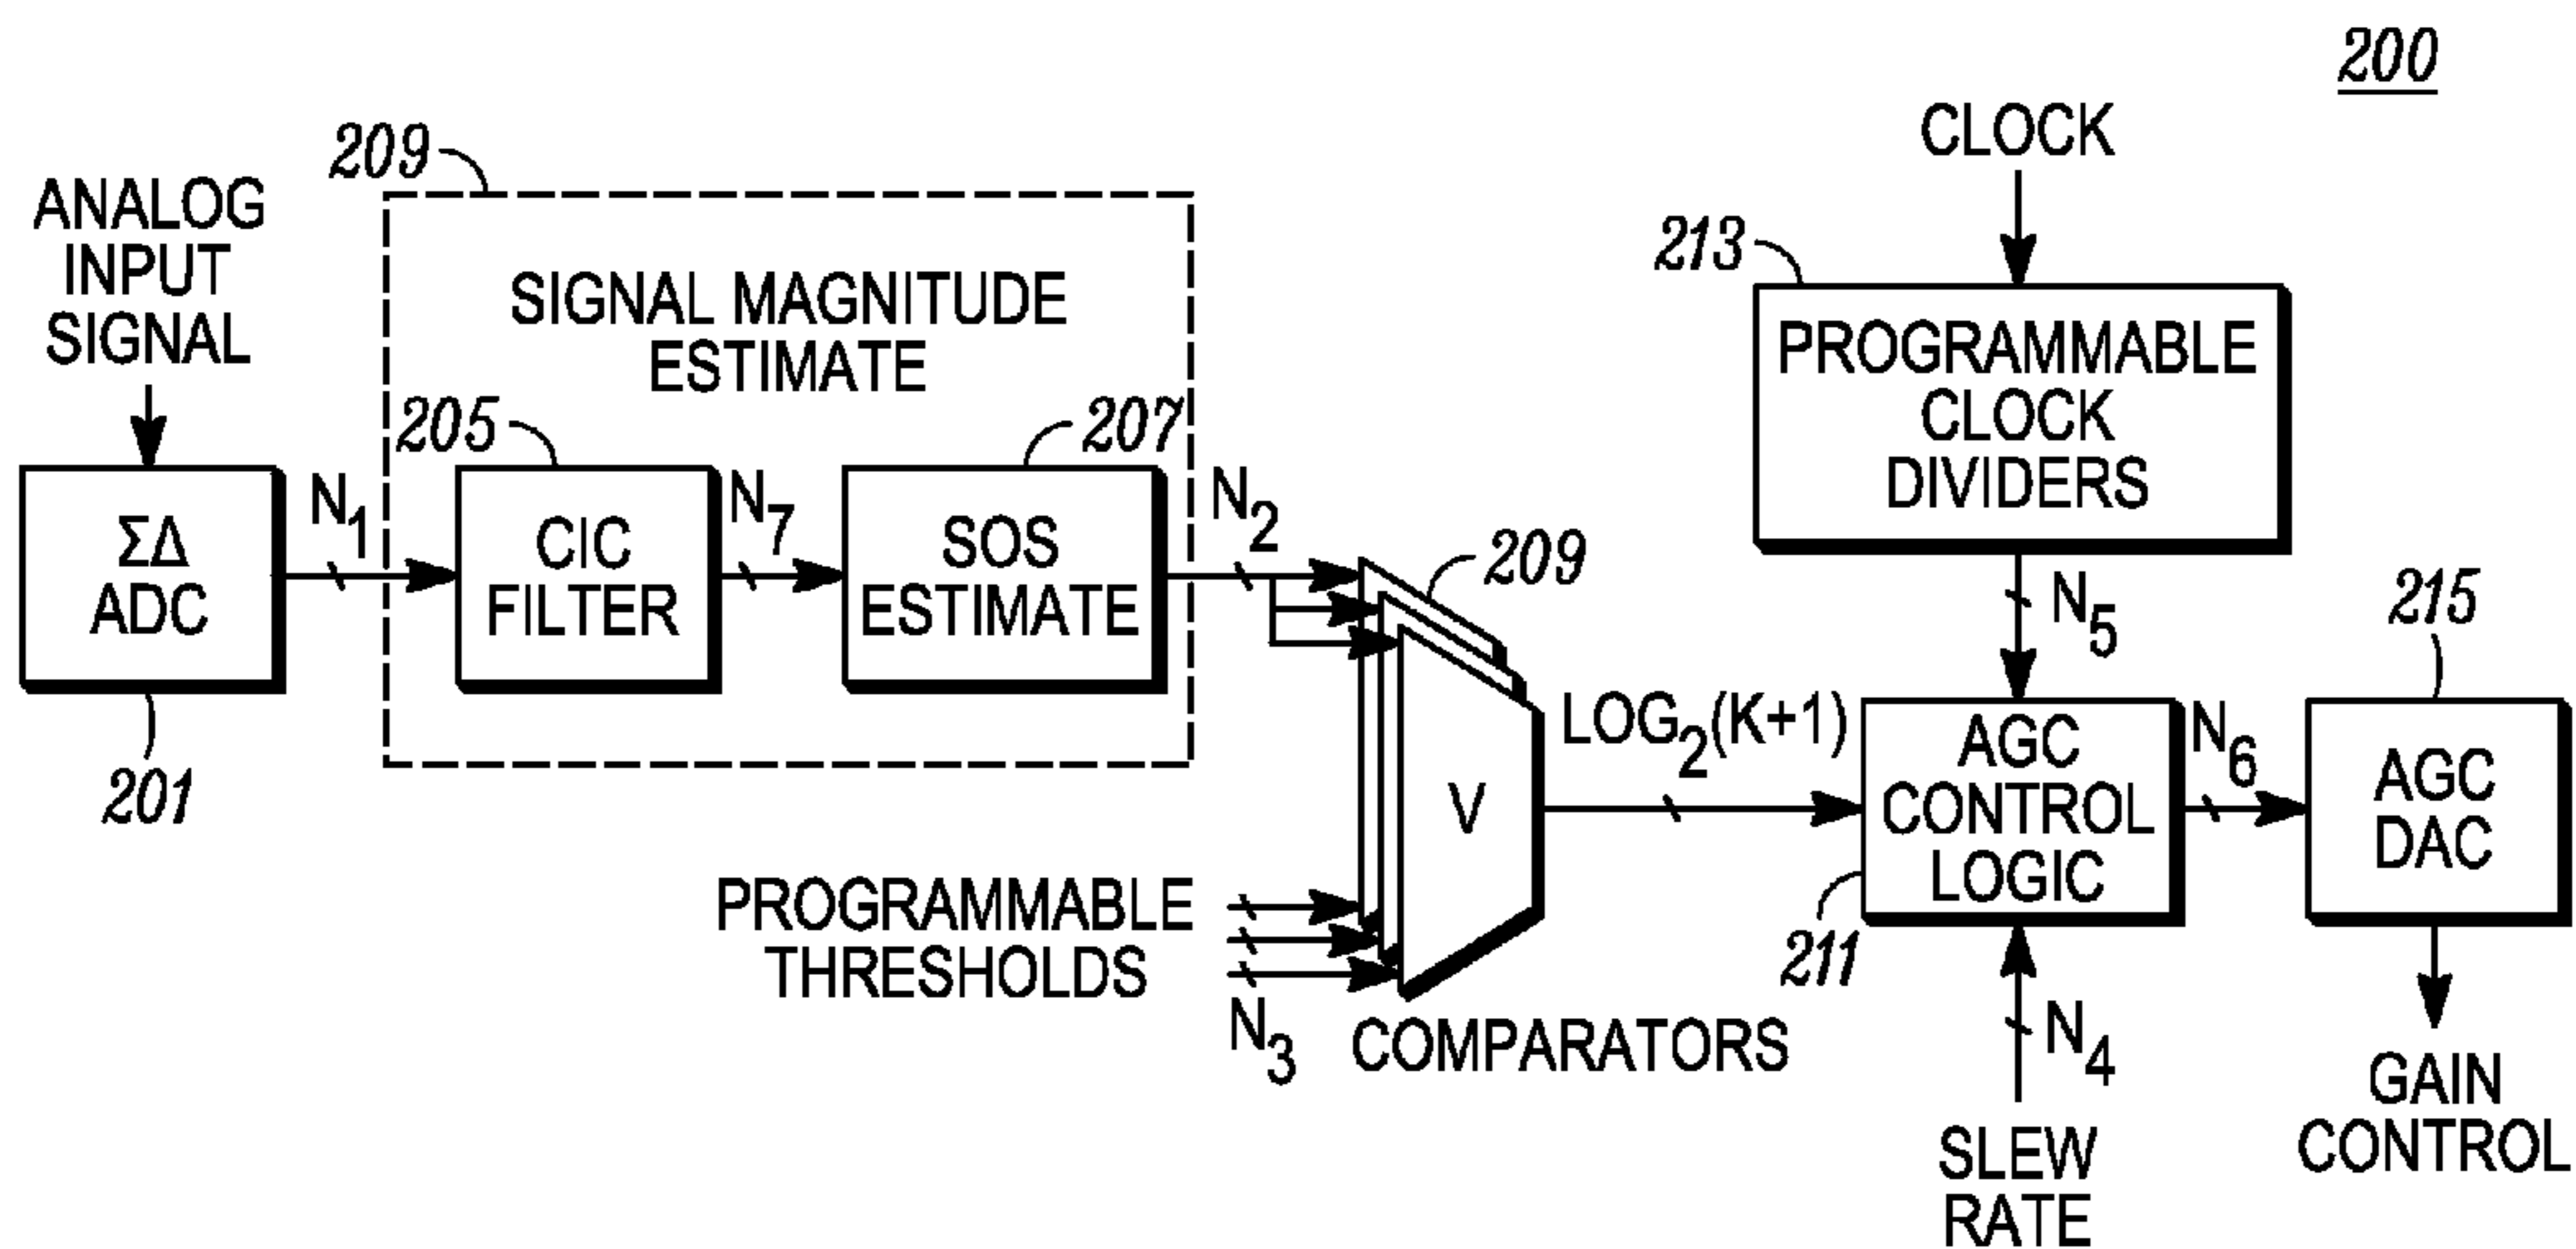 200
CLOCK
209
ANALOG
INPUT
SIGNAL
213
SIGNAL MAGNITUDE
ESTIMATE
PROGRAMMABLE
CLOCK
DIVIDERS
205
207
N1
N7
N2
ΣΔ
ADC
CIC
FILTER
SOS
ESTIMATE
209
N5
215
201
LOG2(K+1)
V
AGC
CONTROL
LOGIC
N6
AGC
DAC
PROGRAMMABLE
THRESHOLDS
211
N3
COMPARATORS
N4
GAIN
CONTROL
SLEW
RATE